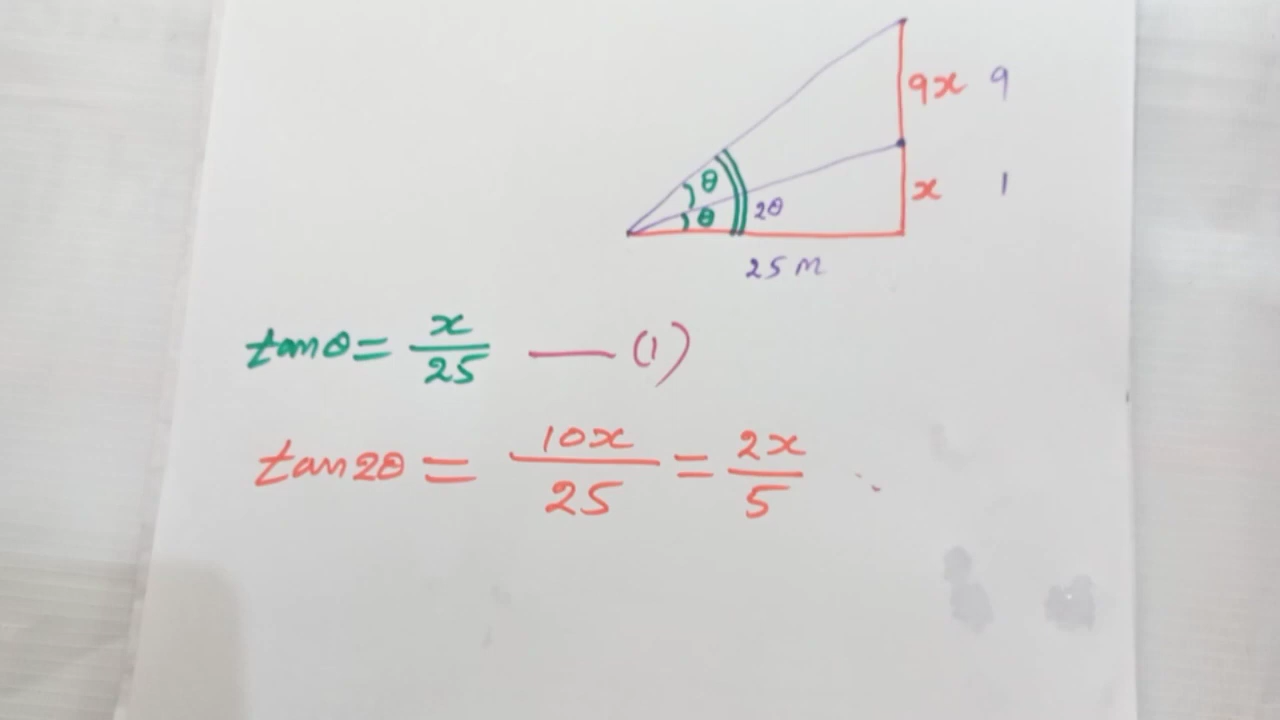 9x 9
θ
x 1
θ 2θ
25 m
tanθ = x/25 — (1)
tan2θ = 10x/25 = 2x/5